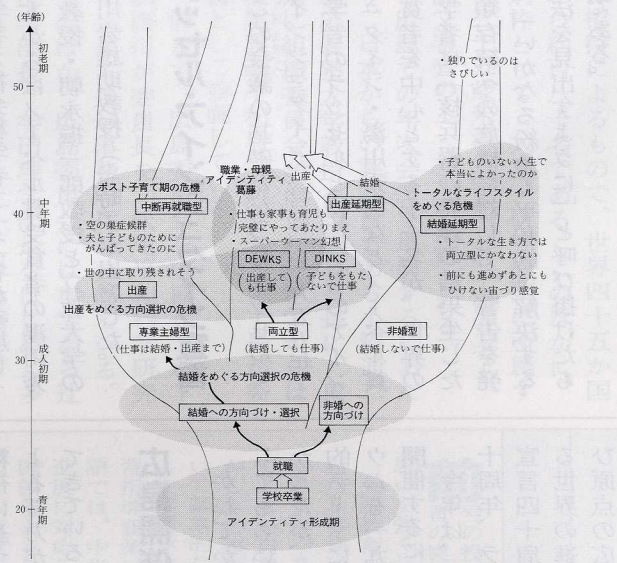 (年齢)
初老期
50
・独りでいるのは
さびしい
職業・母親
アイデンティティ
葛藤
出産
結婚
・子どものいない人生で
本当によかったのか
ポスト子育て期の危機
中断再就職型
出産延期型
トータルなライフスタイル
をめぐる危機
結婚延期型
中年期
40
・仕事も家事も育児も
完璧にやってあたりまえ
・スーパーウーマン幻想
・空の巣症候群
・夫と子どものために
がんばってきたのに
・トータルな生き方では
両立型にかなわない
DEWKS
DINKS
(出産して
も仕事)
(子どもをもた
ないで仕事)
・世の中に取り残されそう
・前にも進めずあとにも
ひけない宙づり感覚
出産
出産をめぐる方向選択の危機
専業主婦型
両立型
非婚型
(仕事は結婚・出産まで)
(結婚しても仕事)
(結婚しないで仕事)
30
成人初期
結婚をめぐる方向選択の危機
結婚への方向づけ・選択
非婚への
方向づけ
就職
学校卒業
青年期
20
アイデンティティ形成期